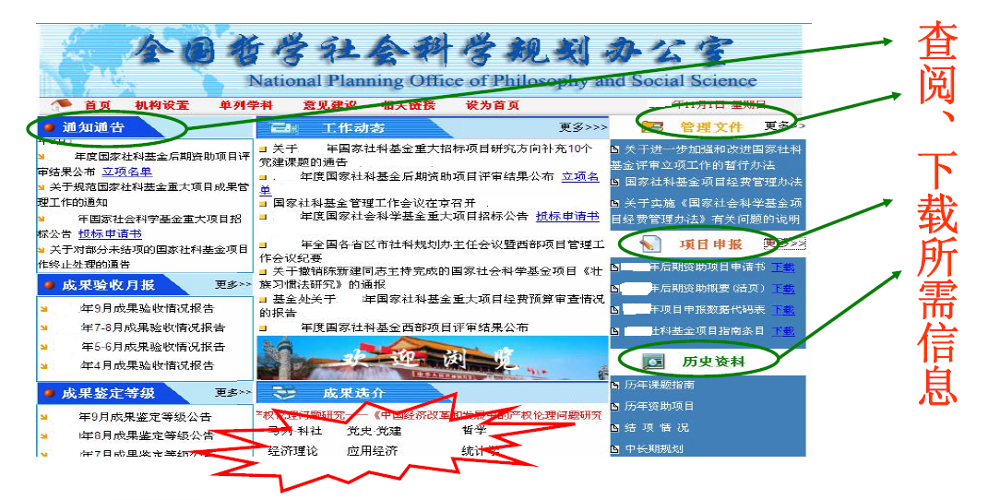 全国哲学社会科学规划办公室
National Planning Office of Philosophy and Social Science
首页 机构设置 单列学科 意见建议 相关链接 设为首页
年11月1日 星期日
通知通告
年度国家社科基金后期资助项目评
审结果公布 立项名单
关于规范国家社科基金重大项目成果管
理工作的通知
年国家社会科学基金重大项目招
标公告 投标申请书
关于对部分未结项的国家社科基金项目
作终止处理的通告
成果验收月报 更多>>
年9月成果验收情况报告
年7-8月成果验收情况报告
年5-6月成果验收情况报告
年4月成果验收情况报告
成果鉴定等级 更多>>
年9月成果鉴定等级公告
年8月成果鉴定等级公告
年7月成果鉴定等级公告
工作动态 更多>>>
关于 年国家社科基金重大招标项目研究方向补充10个
党建课题的通告
年度国家社科基金后期资助项目评审结果公布 立项名
单
国家社科基金管理工作会议在京召开
年度国家社会科学基金重大项目招标公告 投标申请书
年全国各省区市社科规划办主任会议暨西部项目管理工
作会议纪要
关于撤销陈新建同志主持完成的国家社会科学基金项目《壮
族习惯法研究》的通报
基金处关于 年国家社科基金重大项目经费预算审查情况
的报告
年度国家社科基金西部项目评审结果公布
欢迎浏览
成果选介
产权伦理问题研究——《中国经济改革和发展中的产权伦理问题研究
马列·科社 党史·党建 哲学
经济理论 应用经济 统计学
管理文件 更多>>
关于进一步加强和改进国家社科
基金评审立项工作的暂行办法
国家社科基金项目经费管理办法
关于实施《国家社会科学基金项
目经费管理办法》有关问题的说明
项目申报 更多>>
年后期资助项目申请书 下载
年后期资助概要(活页) 下载
年项目申报数据代码表 下载
社科基金项目指南条目 下载
历史资料
历年课题指南
历年资助项目
结项情况
中长期规划
查阅、下载所需信息